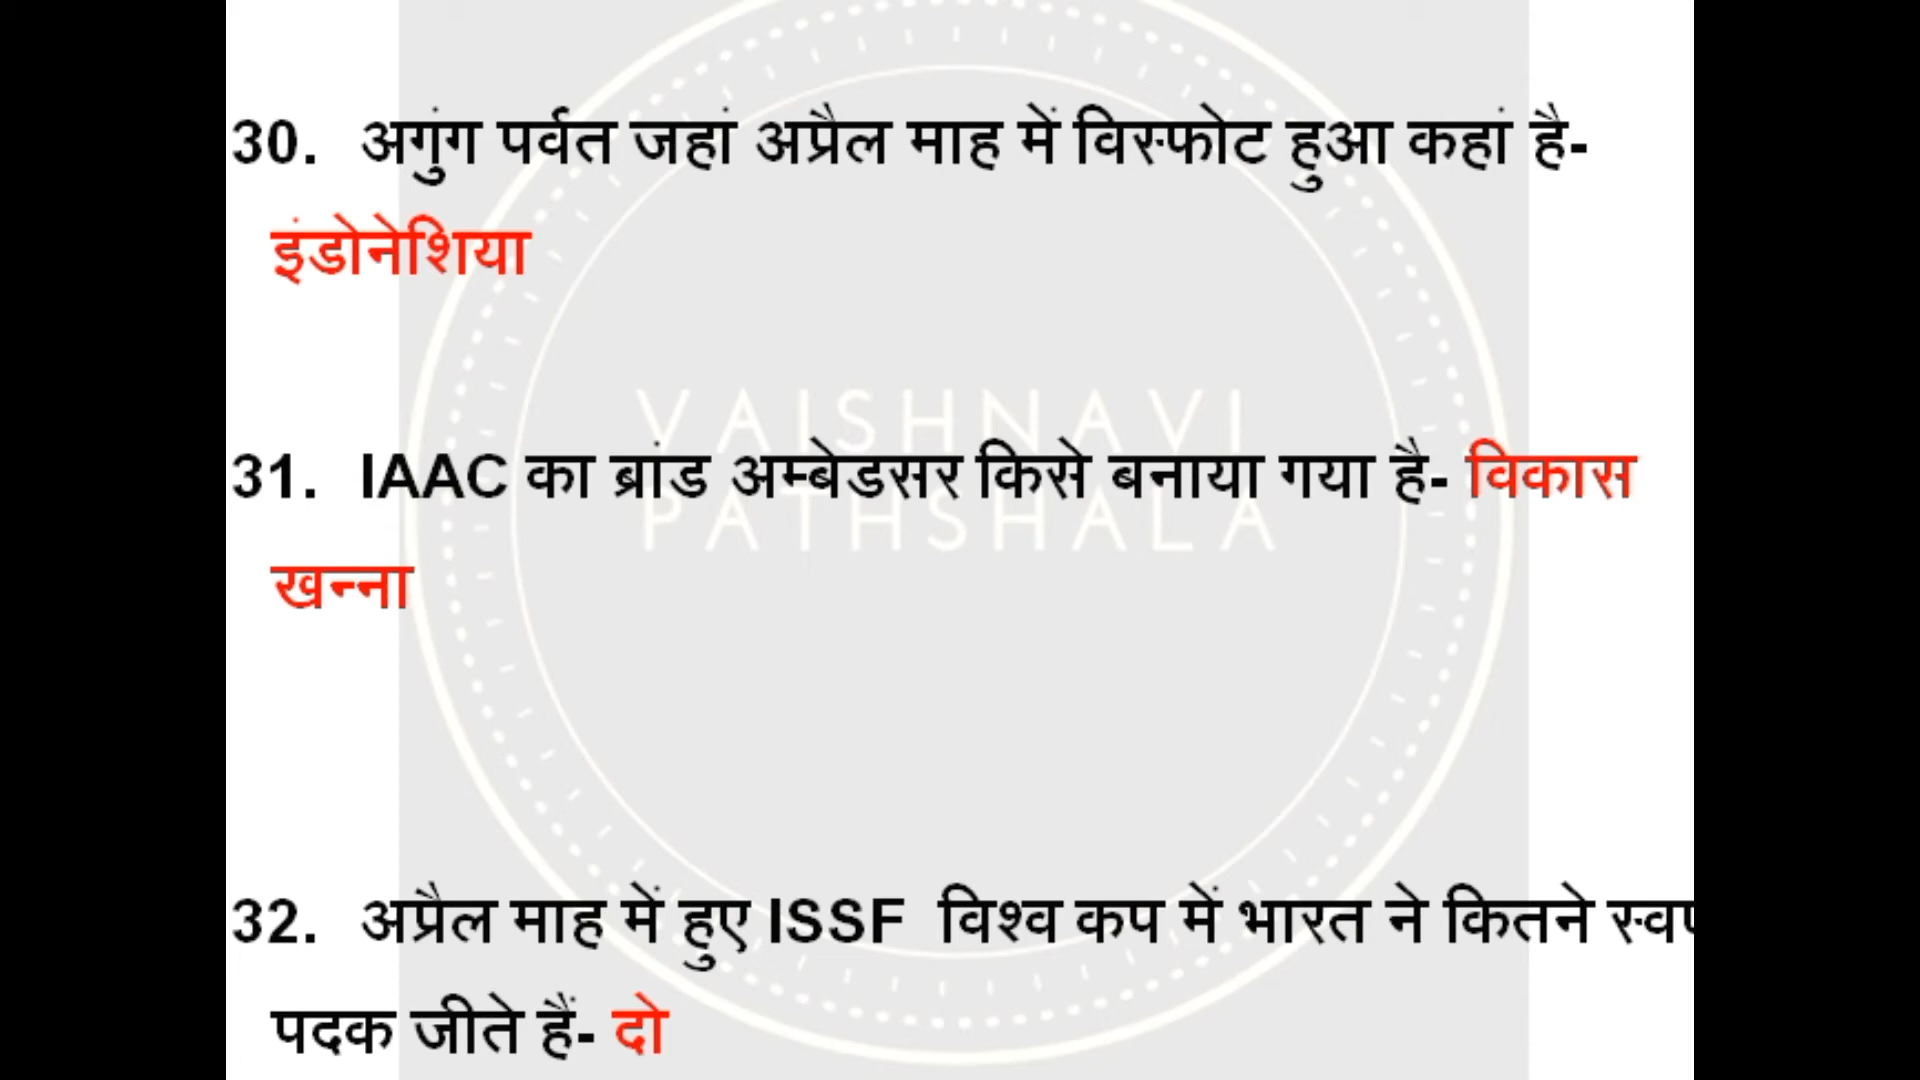 30. अगुंग पर्वत जहां अप्रैल माह में विस्फोट हुआ कहां है-
इंडोनेशिया
VAISHNAVI
31. IAAC का ब्रांड अम्बेडसर किसे बनाया गया है- विकास
PATHSHALA
खन्ना
32. अप्रैल माह में हुए ISSF विश्व कप में भारत ने कितने
पदक जीते हैं- दो